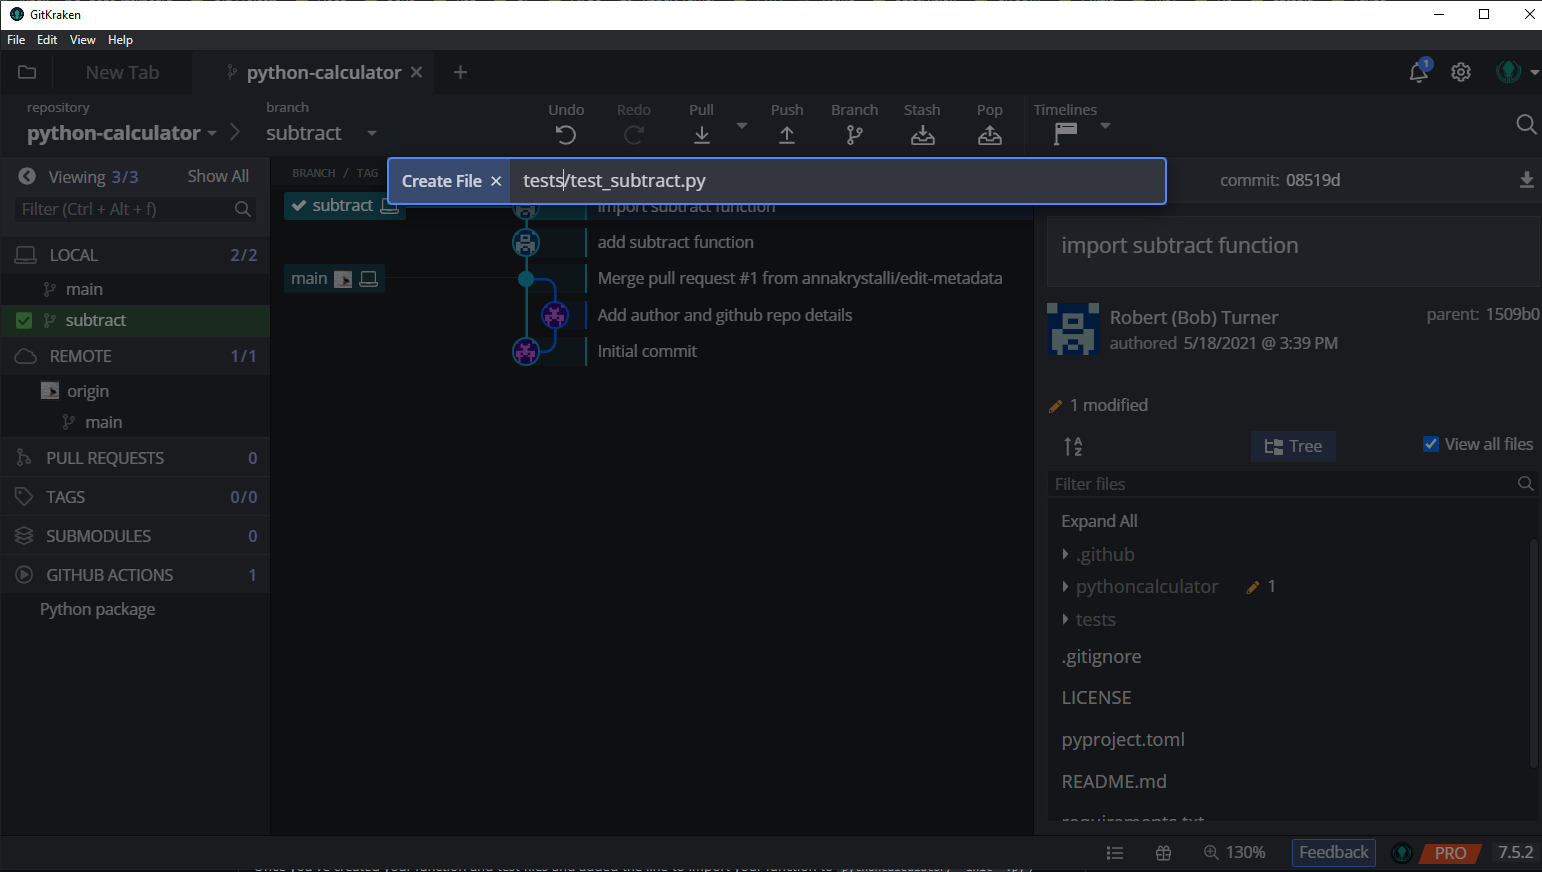 GitKraken
File Edit View Help
New Tab python-calculator
1
repository branch
python-calculator subtract
Undo Redo Pull Push Branch Stash Pop Timelines
Viewing 3/3 Show All
Filter (Ctrl + Alt + f)
LOCAL 2/2
main
subtract
REMOTE 1/1
origin
main
PULL REQUESTS 0
TAGS 0/0
SUBMODULES 0
GITHUB ACTIONS 1
Python package
BRANCH / TAG
Create File tests/test_subtract.py
subtract import subtract function
add subtract function
main Merge pull request #1 from annakrystalli/edit-metadata
Add author and github repo details
Initial commit
commit: 08519d
import subtract function
Robert (Bob) Turner
authored 5/18/2021 @ 3:39 PM
parent: 1509b0
1 modified
Tree View all files
Filter files
Expand All
.github
pythoncalculator 1
tests
.gitignore
LICENSE
pyproject.toml
README.md
requirements.txt
130% Feedback PRO 7.5.2